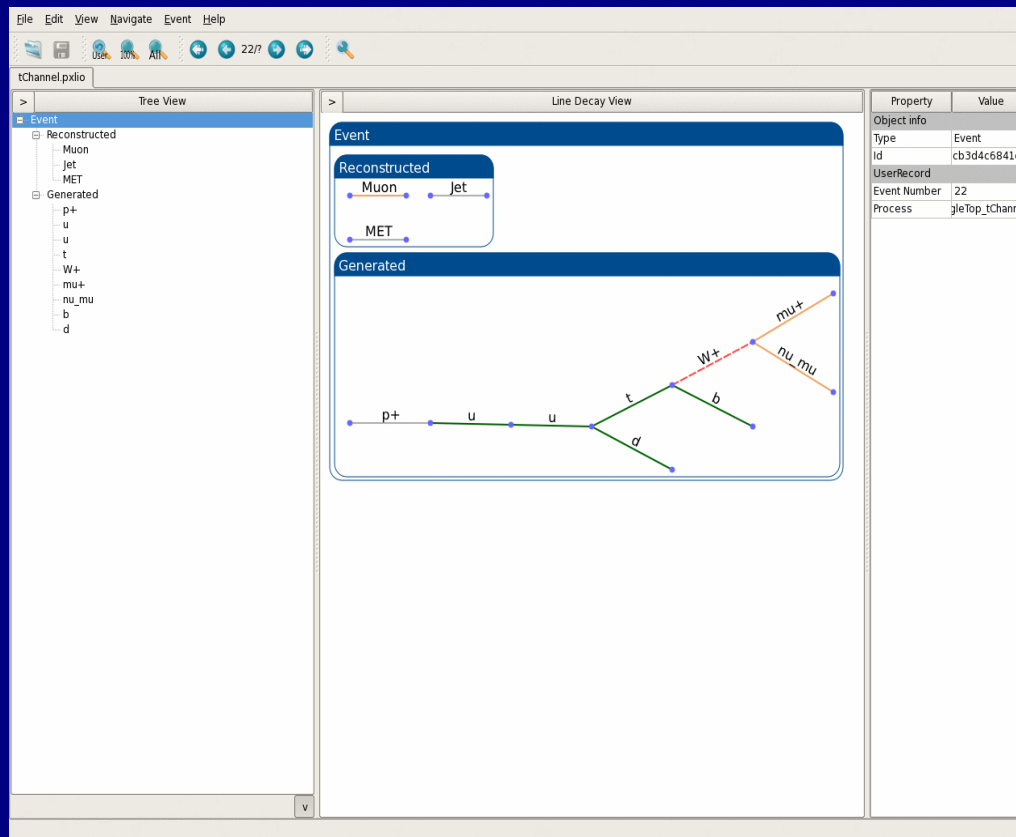 File Edit View Navigate Event Help
User 100% All 22/?
tChannel.pxlio
> Tree View
Event
Reconstructed
Muon
Jet
MET
Generated
p+
u
u
t
W+
mu+
nu_mu
b
d
v
> Line Decay View
Event
Reconstructed
Muon Jet
MET
Generated
mu+
W+ nu_mu
t b
p+ u u
d
Property Value
Object info
Type Event
Id cb3d4c6841
UserRecord
Event Number 22
Process gleTop_tChann